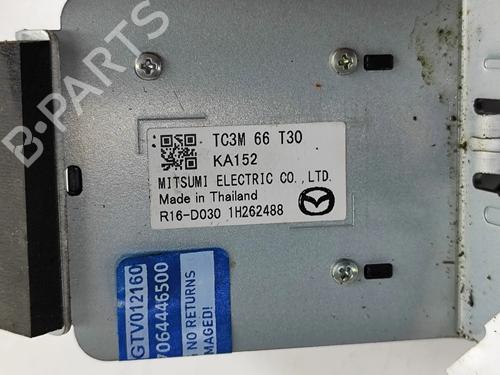 TC3M 66 T30
KA152
MITSUMI ELECTRIC CO.,LTD.
Made in Thailand
R16-D030 1H262488
GTV012160
7064446500
NO RETURNS
DAMAGED!
B-PARTS